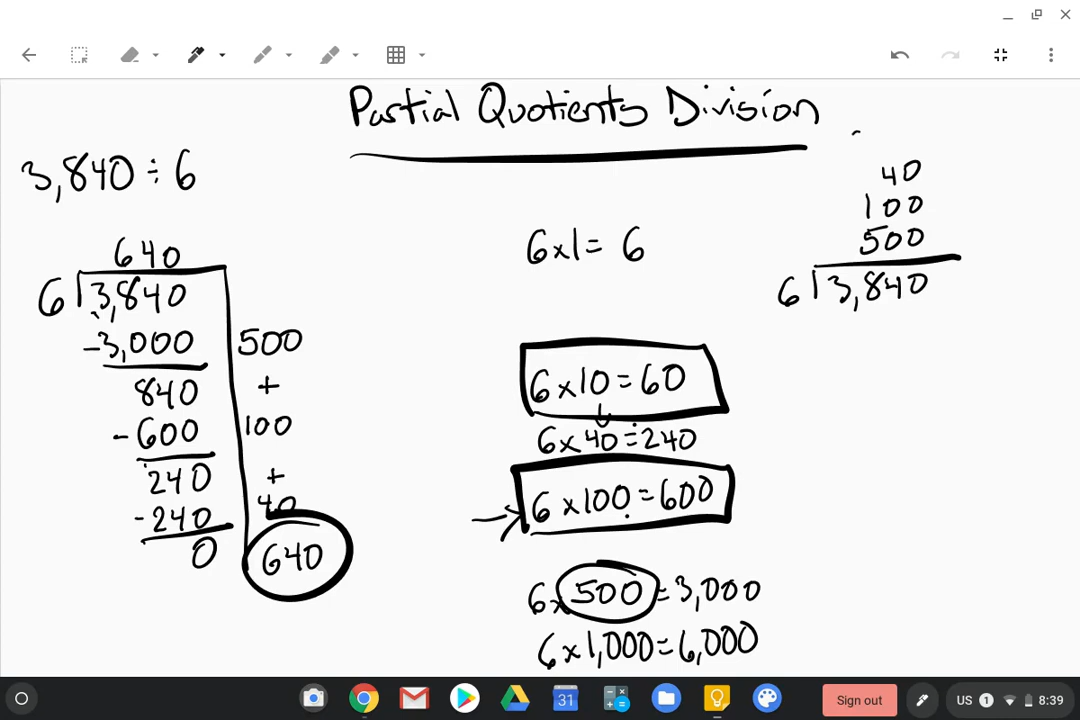 Partial Quotients Division
3,840 ÷ 6
640
6 3,840
-3,000 500
+
840
-600 100
+
240 40
-240
0 640
6x1= 6
6x10=60
6x40=240
6x100=600
6x500=3,000
6x1,000=6,000
40
100
500
6 3,840
31
Sign out
US 1 8:39